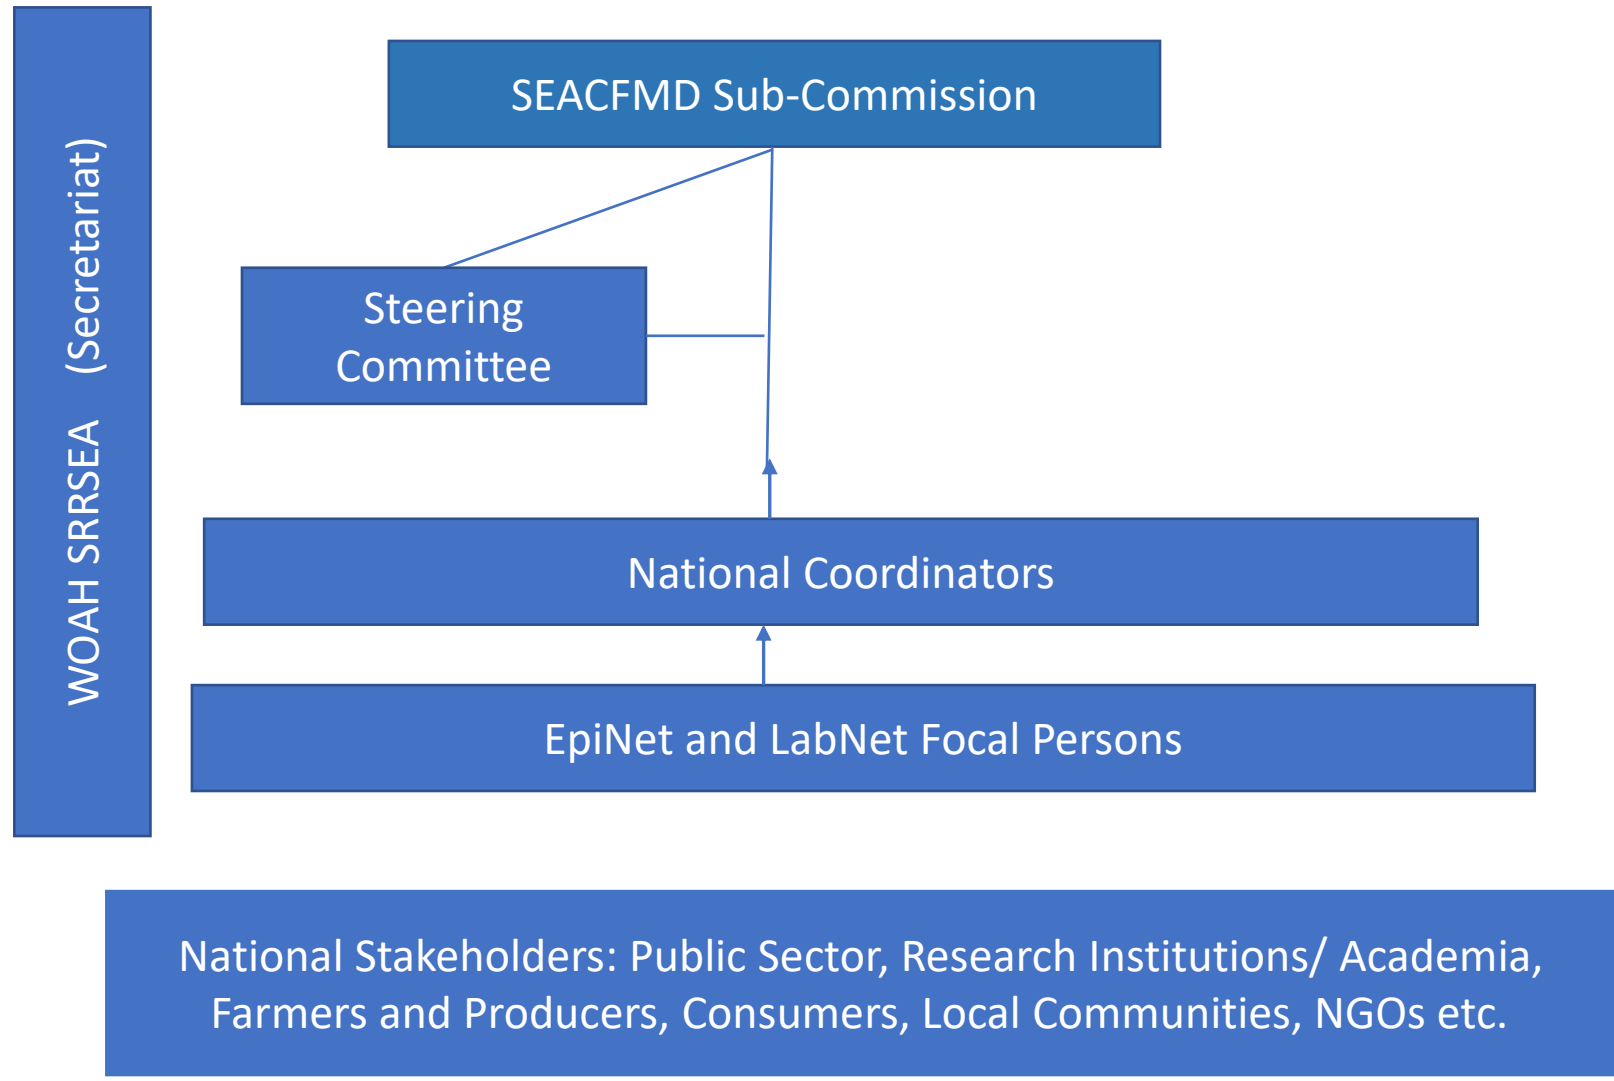 WOAH SRRSEA (Secretariat)
SEACFMD Sub-Commission
Steering
Committee
National Coordinators
EpiNet and LabNet Focal Persons
National Stakeholders: Public Sector, Research Institutions/ Academia,
Farmers and Producers, Consumers, Local Communities, NGOs etc.